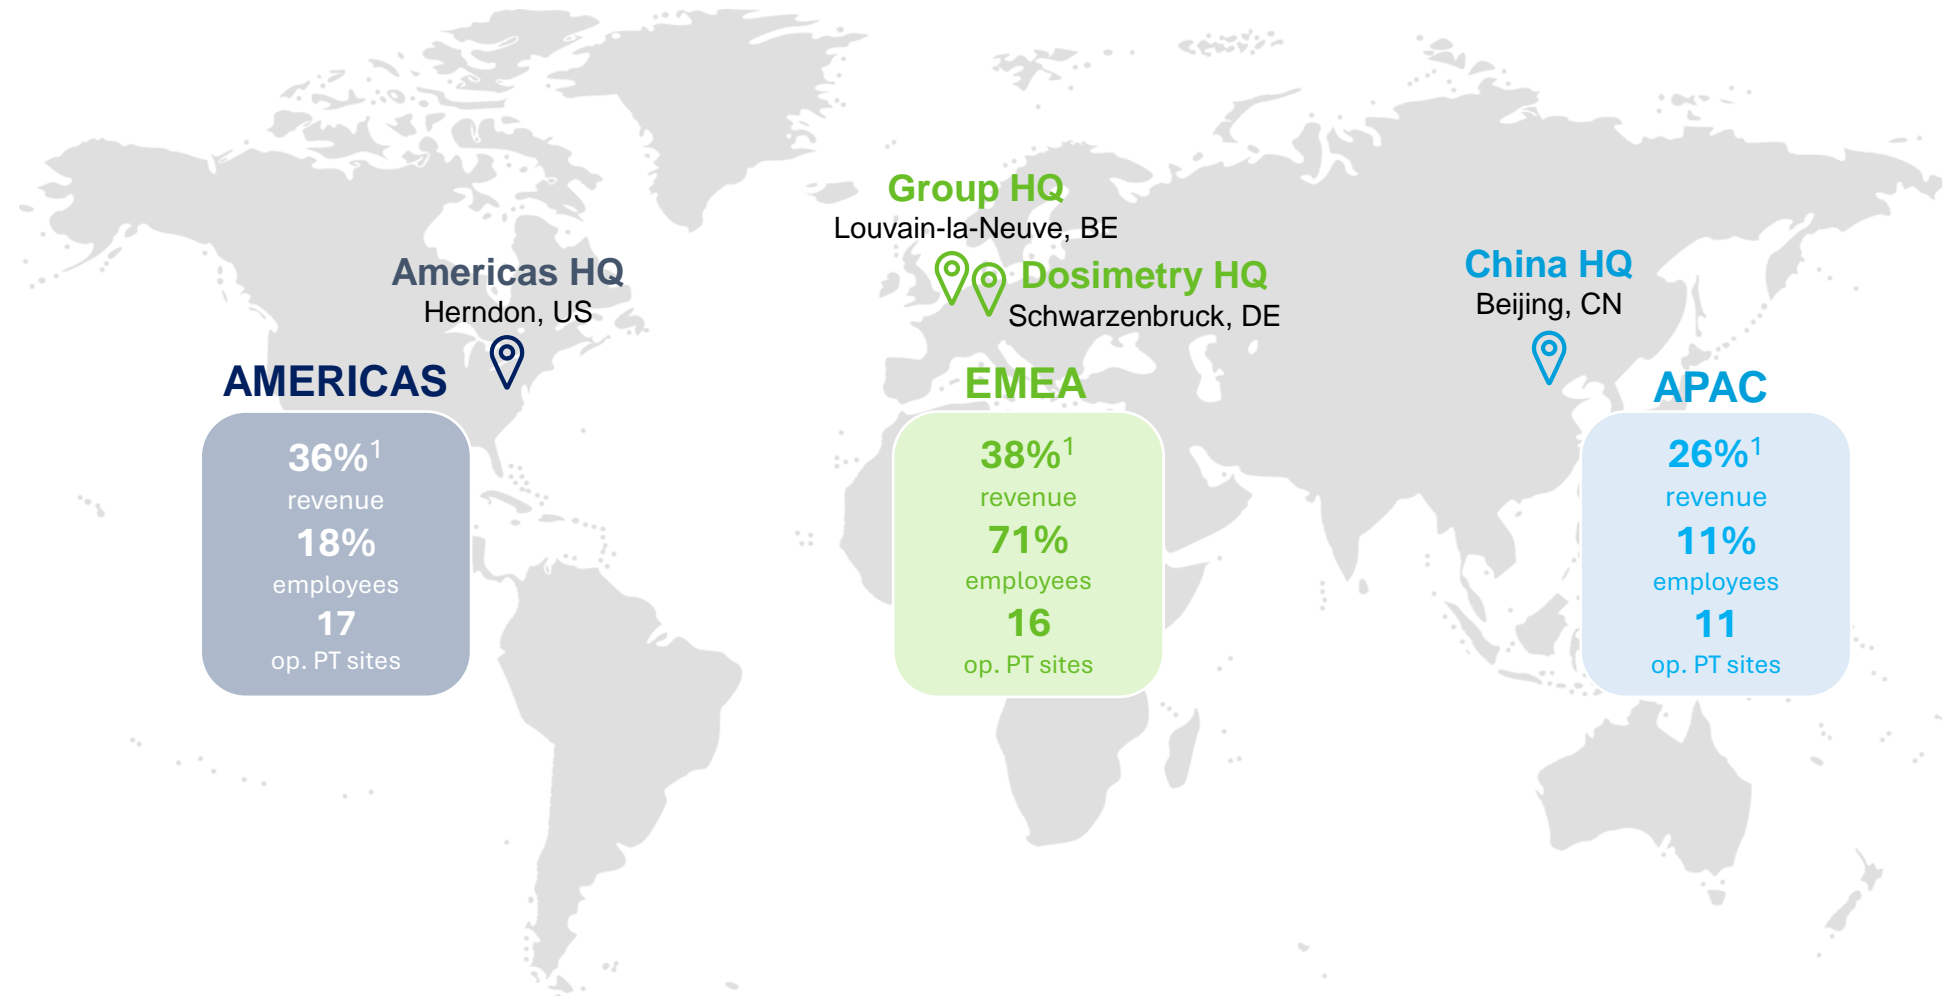 Group HQ
Louvain-la-Neuve, BE
Americas HQ
Herndon, US
Dosimetry HQ
Schwarzenbruck, DE
China HQ
Beijing, CN
AMERICAS
36%¹
revenue
18%
employees
17
op. PT sites
EMEA
38%¹
revenue
71%
employees
16
op. PT sites
APAC
26%¹
revenue
11%
employees
11
op. PT sites